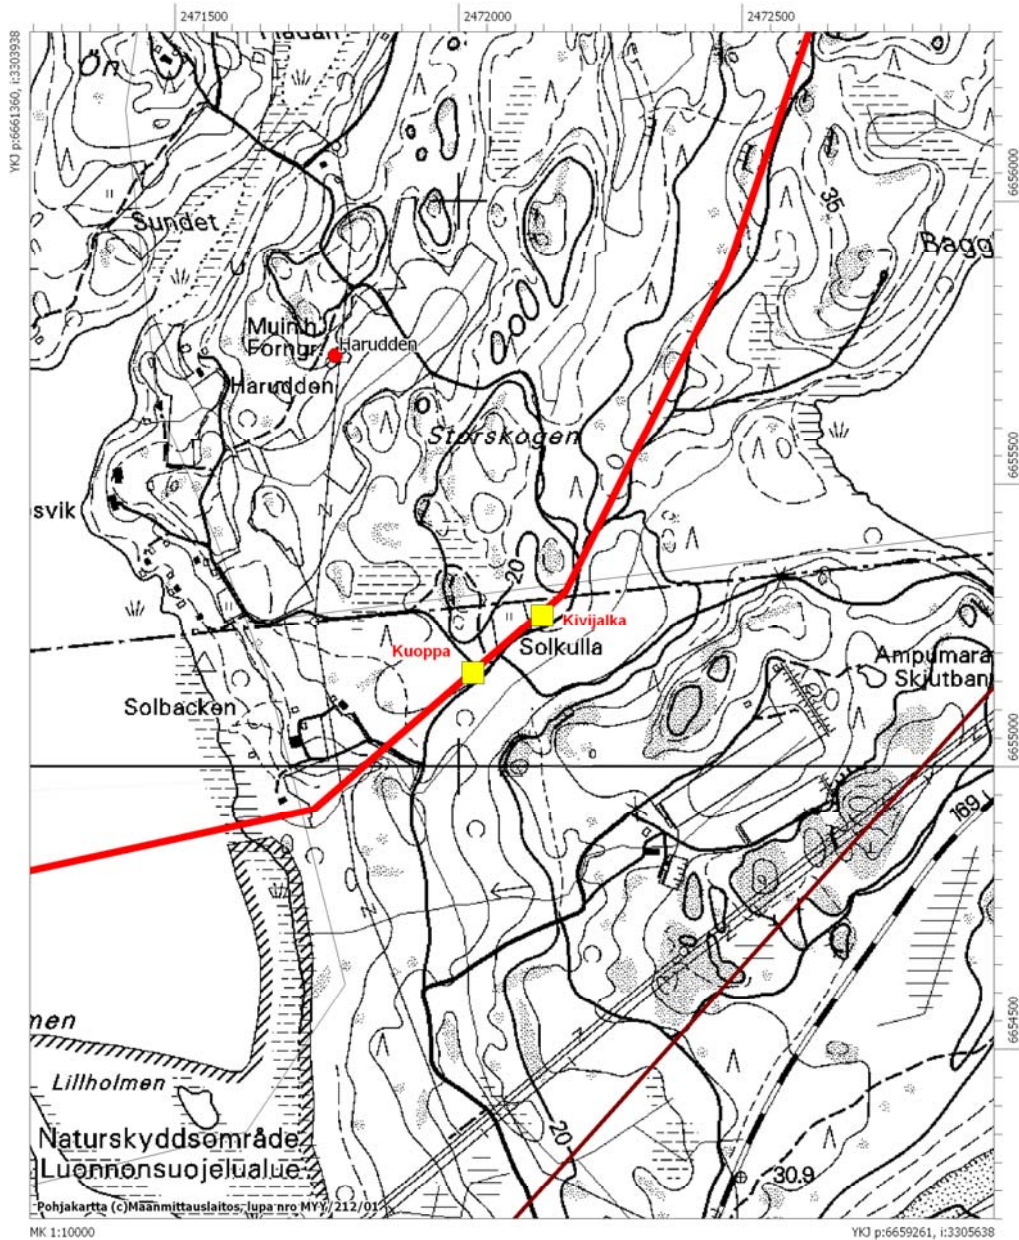 2471500
2472000
2472500
YKJ p:6661360, i:3303938
Ön
6656000
35
Sundet
Bagg
Muin.h.
Forngr.
Harudden
Harudden
Storskogen
6655500
svik
20
Kivijalka
Kuoppa
Solkulla
Ampumara
Skjutban
Solbacken
6655000
169
6654500
men
Lillholmen
20
Naturskyddsområde
Luonnonsuojelualue
30.9
Pohjakartta (c)Maanmittauslaitos, lupa nro MYY/212/01
MK 1:10000
YKJ p:6659261, i:3305638